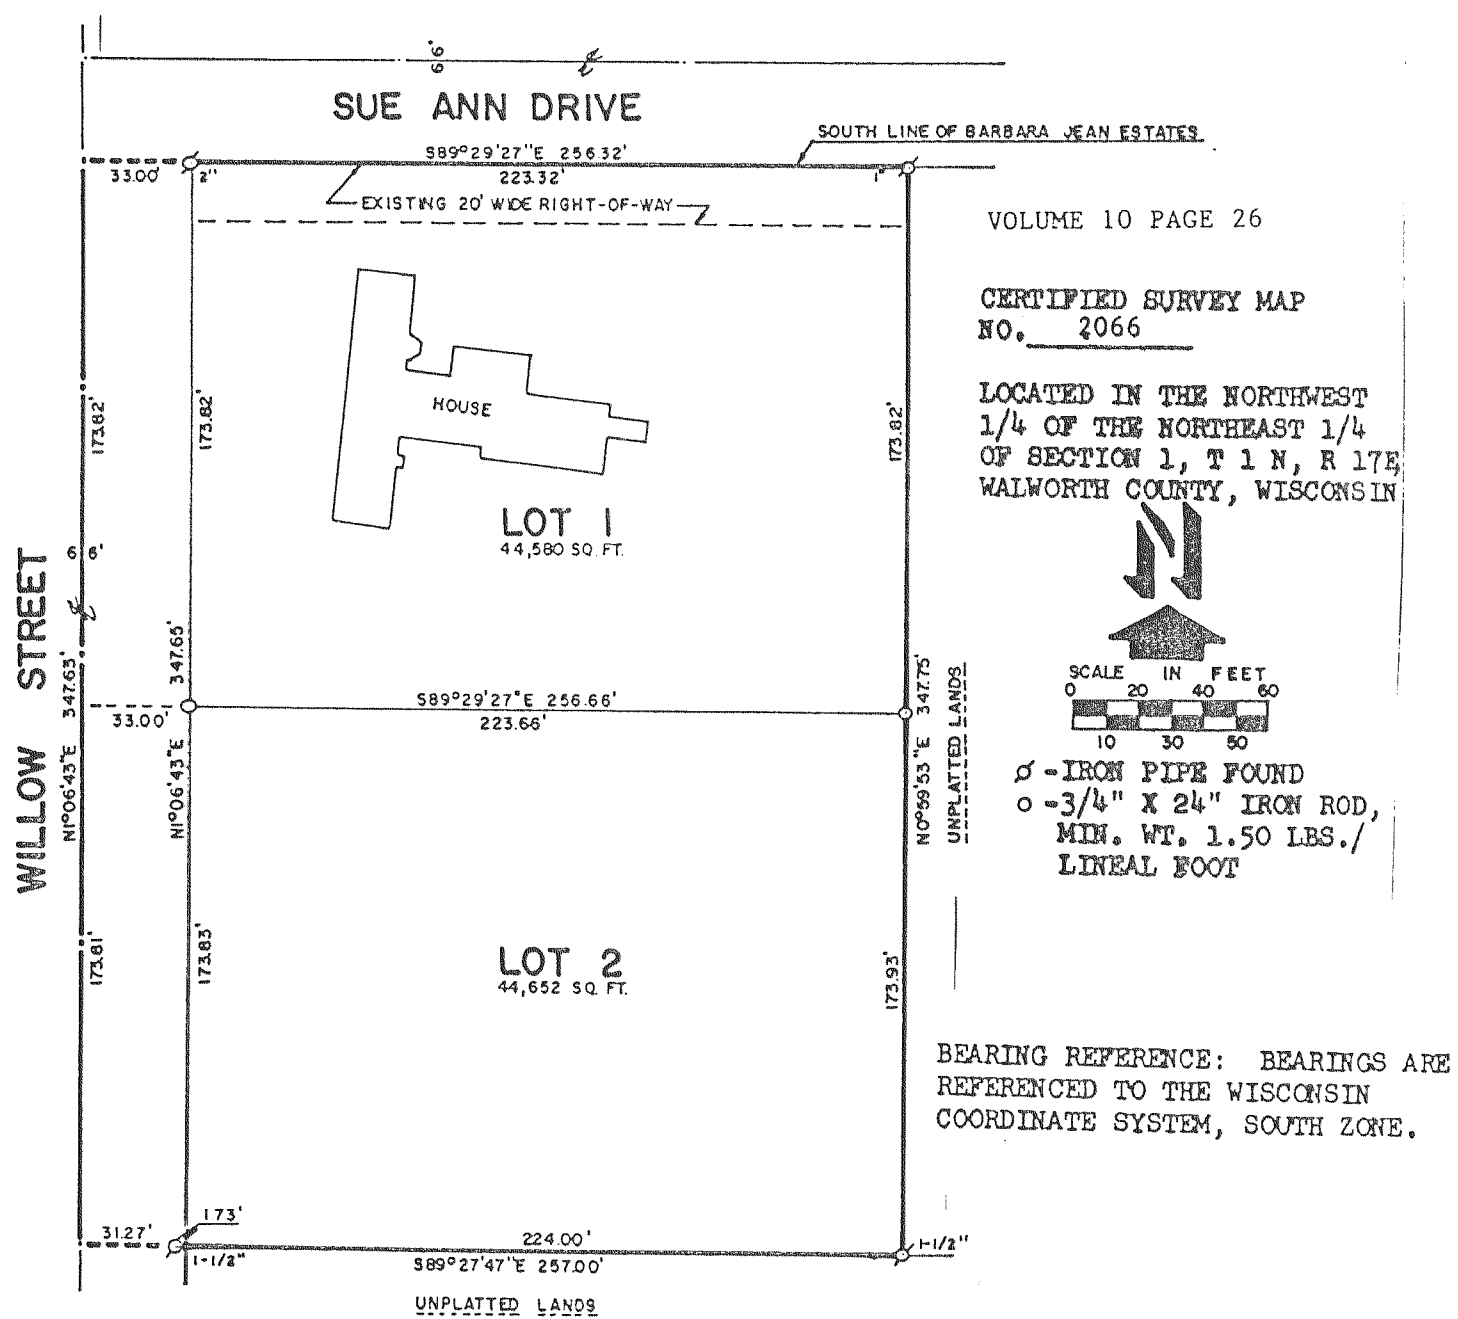 66'
SUE ANN DRIVE
SOUTH LINE OF BARBARA JEAN ESTATES
S89°29'27"E 256.32'
33.00'
2"
223.32'
1"
EXISTING 20' WIDE RIGHT-OF-WAY
VOLUME 10 PAGE 26
CERTIFIED SURVEY MAP
NO. 2066
LOCATED IN THE NORTHWEST
1/4 OF THE NORTHEAST 1/4
OF SECTION 1, T 1 N, R 17E,
WALWORTH COUNTY, WISCONSIN
173.82'
173.82'
173.82'
HOUSE
LOT 1
44,580 SQ. FT.
66'
WILLOW STREET
N1°06'43"E 347.63'
N1°06'43"E 347.65'
N0°59'53"E 347.75'
UNPLATTED LANDS
SCALE IN FEET
0 20 40 60
10 30 50
S89°29'27"E 256.66'
33.00'
223.66'
-IRON PIPE FOUND
-3/4" X 24" IRON ROD,
MIN. WT. 1.50 LBS./
LINEAL FOOT
173.81'
173.83'
173.93'
LOT 2
44,652 SQ. FT.
BEARING REFERENCE: BEARINGS ARE
REFERENCED TO THE WISCONSIN
COORDINATE SYSTEM, SOUTH ZONE.
31.27'
173'
224.00'
1-1/2"
1-1/2"
S89°27'47"E 257.00'
UNPLATTED LANDS